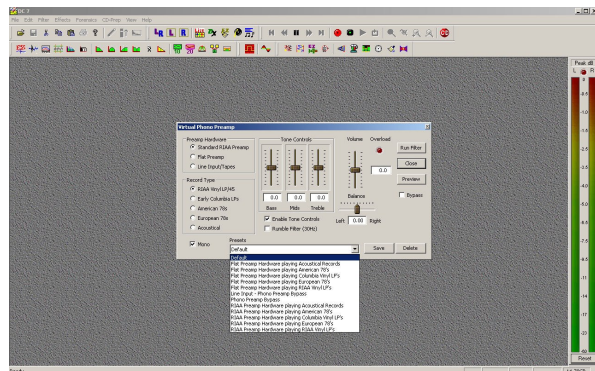 DC 7
File Edit Filter Effects Forensics CD-Prep View Help
Peak dB
L R
Virtual Phono Preamp
Preamp Hardware
Standard RIAA Preamp
Flat Preamp
Line Input/Tapes
Record Type
RIAA Vinyl LP/45
Early Columbia LPs
American 78s
European 78s
Acoustical
Mono
Tone Controls
0.0 0.0 0.0
Bass Mids Treble
Enable Tone Controls
Rumble Filter (30Hz)
Volume Overload
0.0
Balance
Left 0.00 Right
Run Filter
Close
Preview
Bypass
Presets
Default
Save Delete
Default
Flat Preamp Hardware playing Acoustical Records
Flat Preamp Hardware playing American 78's
Flat Preamp Hardware playing Columbia Vinyl LP's
Flat Preamp Hardware playing European 78's
Flat Preamp Hardware playing RIAA Vinyl LP's
Line Input - Phono Preamp Bypass
Phono Preamp Bypass
RIAA Preamp Hardware playing Acoustical Records
RIAA Preamp Hardware playing American 78's
RIAA Preamp Hardware playing Columbia Vinyl LP's
RIAA Preamp Hardware playing European 78's
RIAA Preamp Hardware playing RIAA Vinyl LP's
Reset
Ready